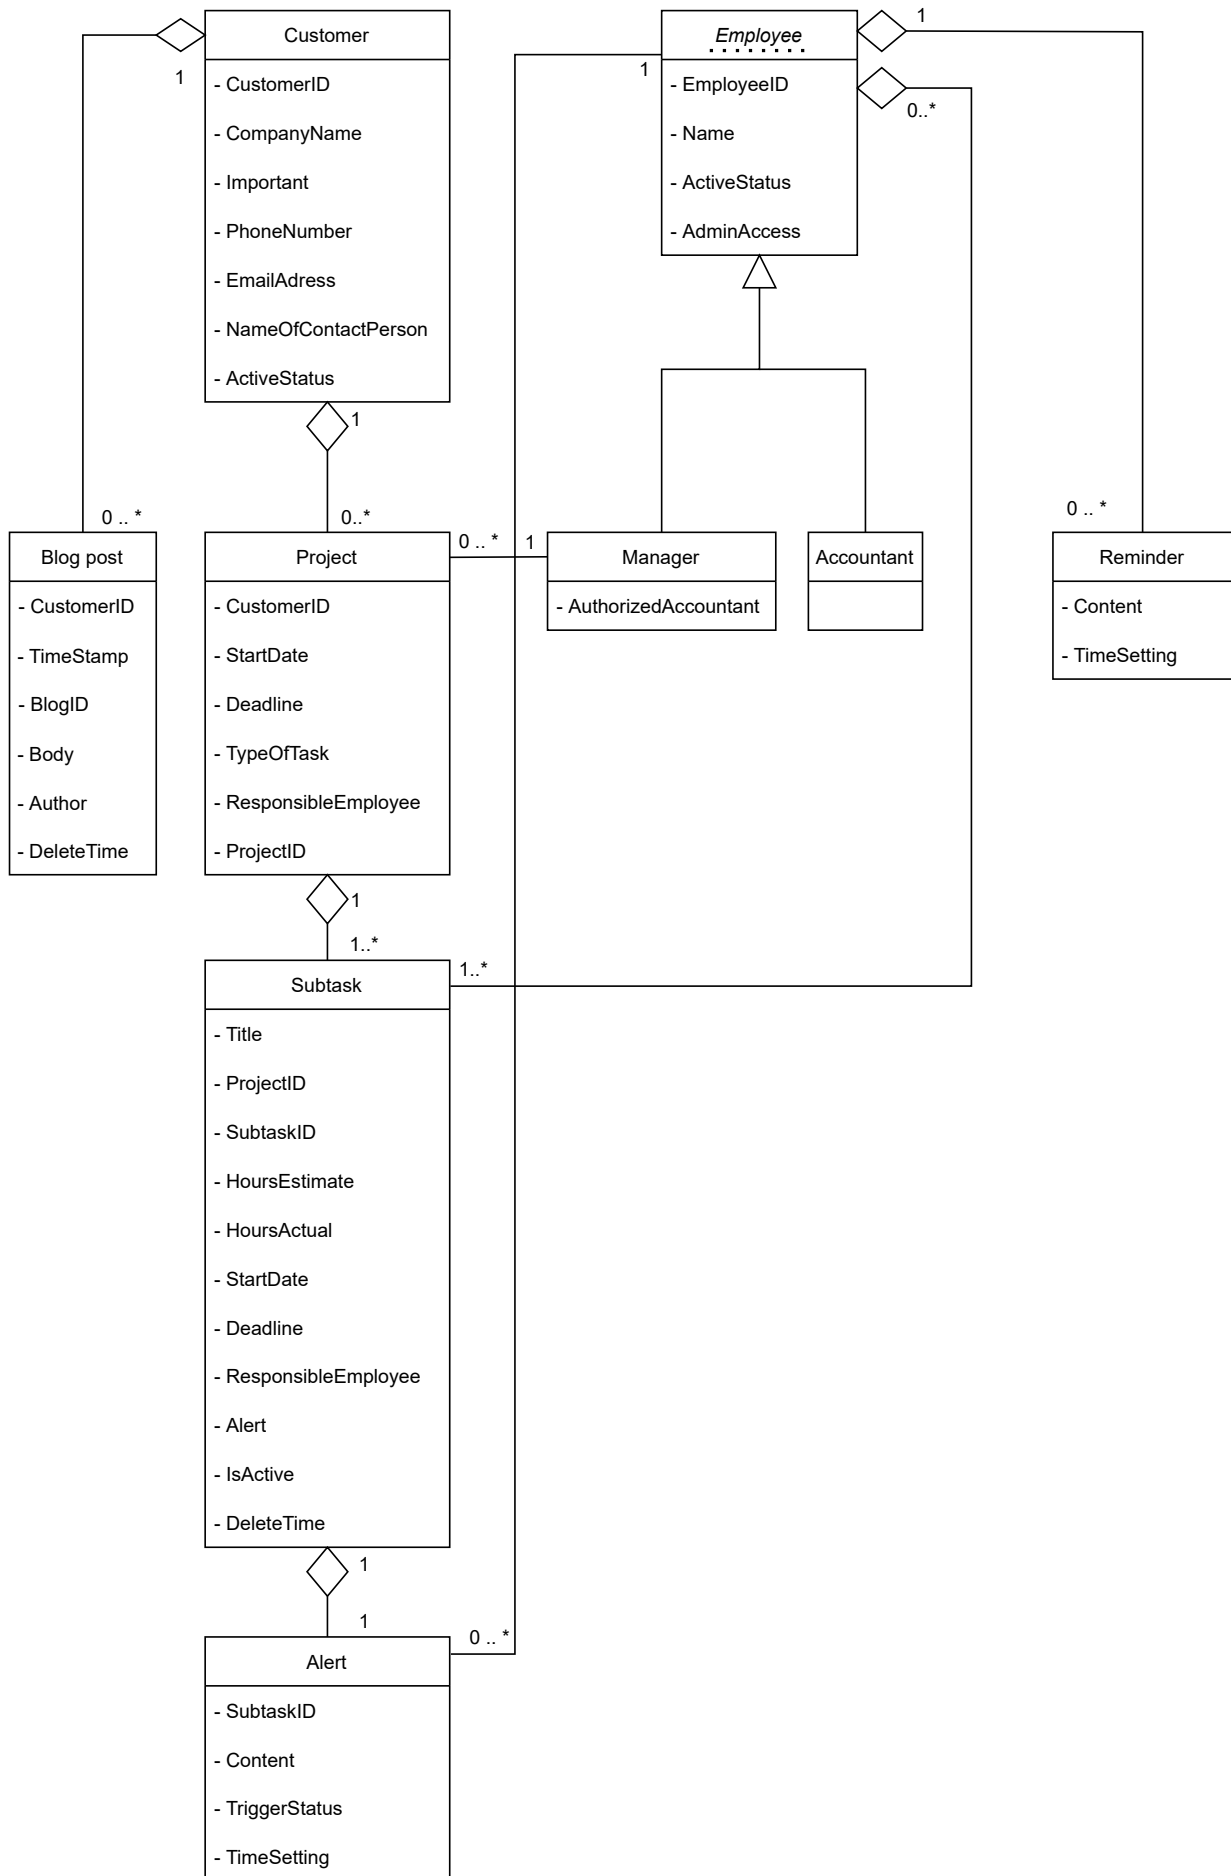 Customer
- CustomerID
- CompanyName
- Important
- PhoneNumber
- EmailAdress
- NameOfContactPerson
- ActiveStatus
1
1
Employee
- EmployeeID
- Name
- ActiveStatus
- AdminAccess
1
1
0..*
0 .. *
0..*
0 .. *
1
0 .. *
Blog post
- CustomerID
- TimeStamp
- BlogID
- Body
- Author
- DeleteTime
Project
- CustomerID
- StartDate
- Deadline
- TypeOfTask
- ResponsibleEmployee
- ProjectID
Manager
- AuthorizedAccountant
Accountant
Reminder
- Content
- TimeSetting
1
1..*
1..*
Subtask
- Title
- ProjectID
- SubtaskID
- HoursEstimate
- HoursActual
- StartDate
- Deadline
- ResponsibleEmployee
- Alert
- IsActive
- DeleteTime
1
1
0 .. *
Alert
- SubtaskID
- Content
- TriggerStatus
- TimeSetting